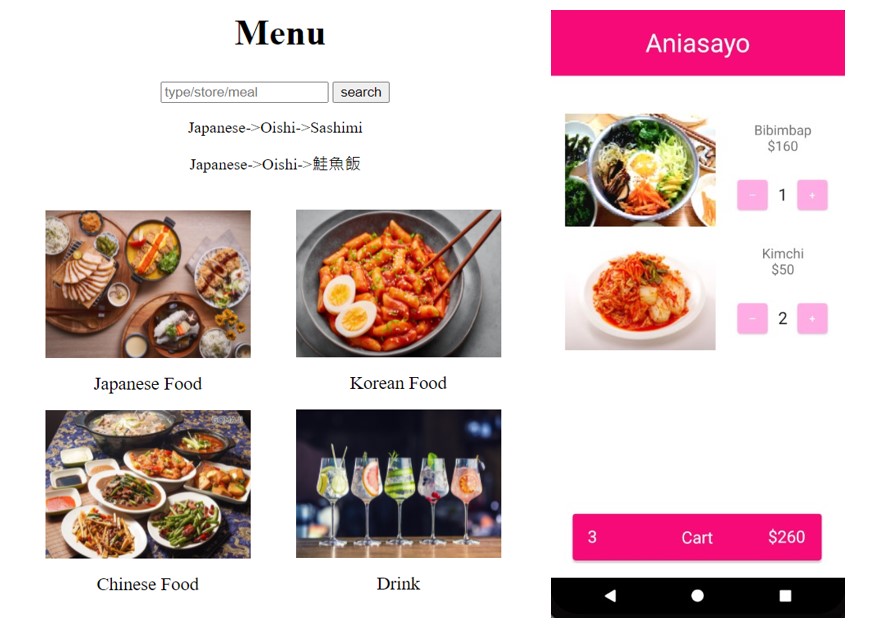 Menu
type/store/meal
search
Japanese->Oishi->Sashimi
Japanese->Oishi->鮭魚飯
Japanese Food
Korean Food
Chinese Food
Drink
Aniasayo
Bibimbap
$160
－ 1 +
Kimchi
$50
－ 2 +
3 Cart $260